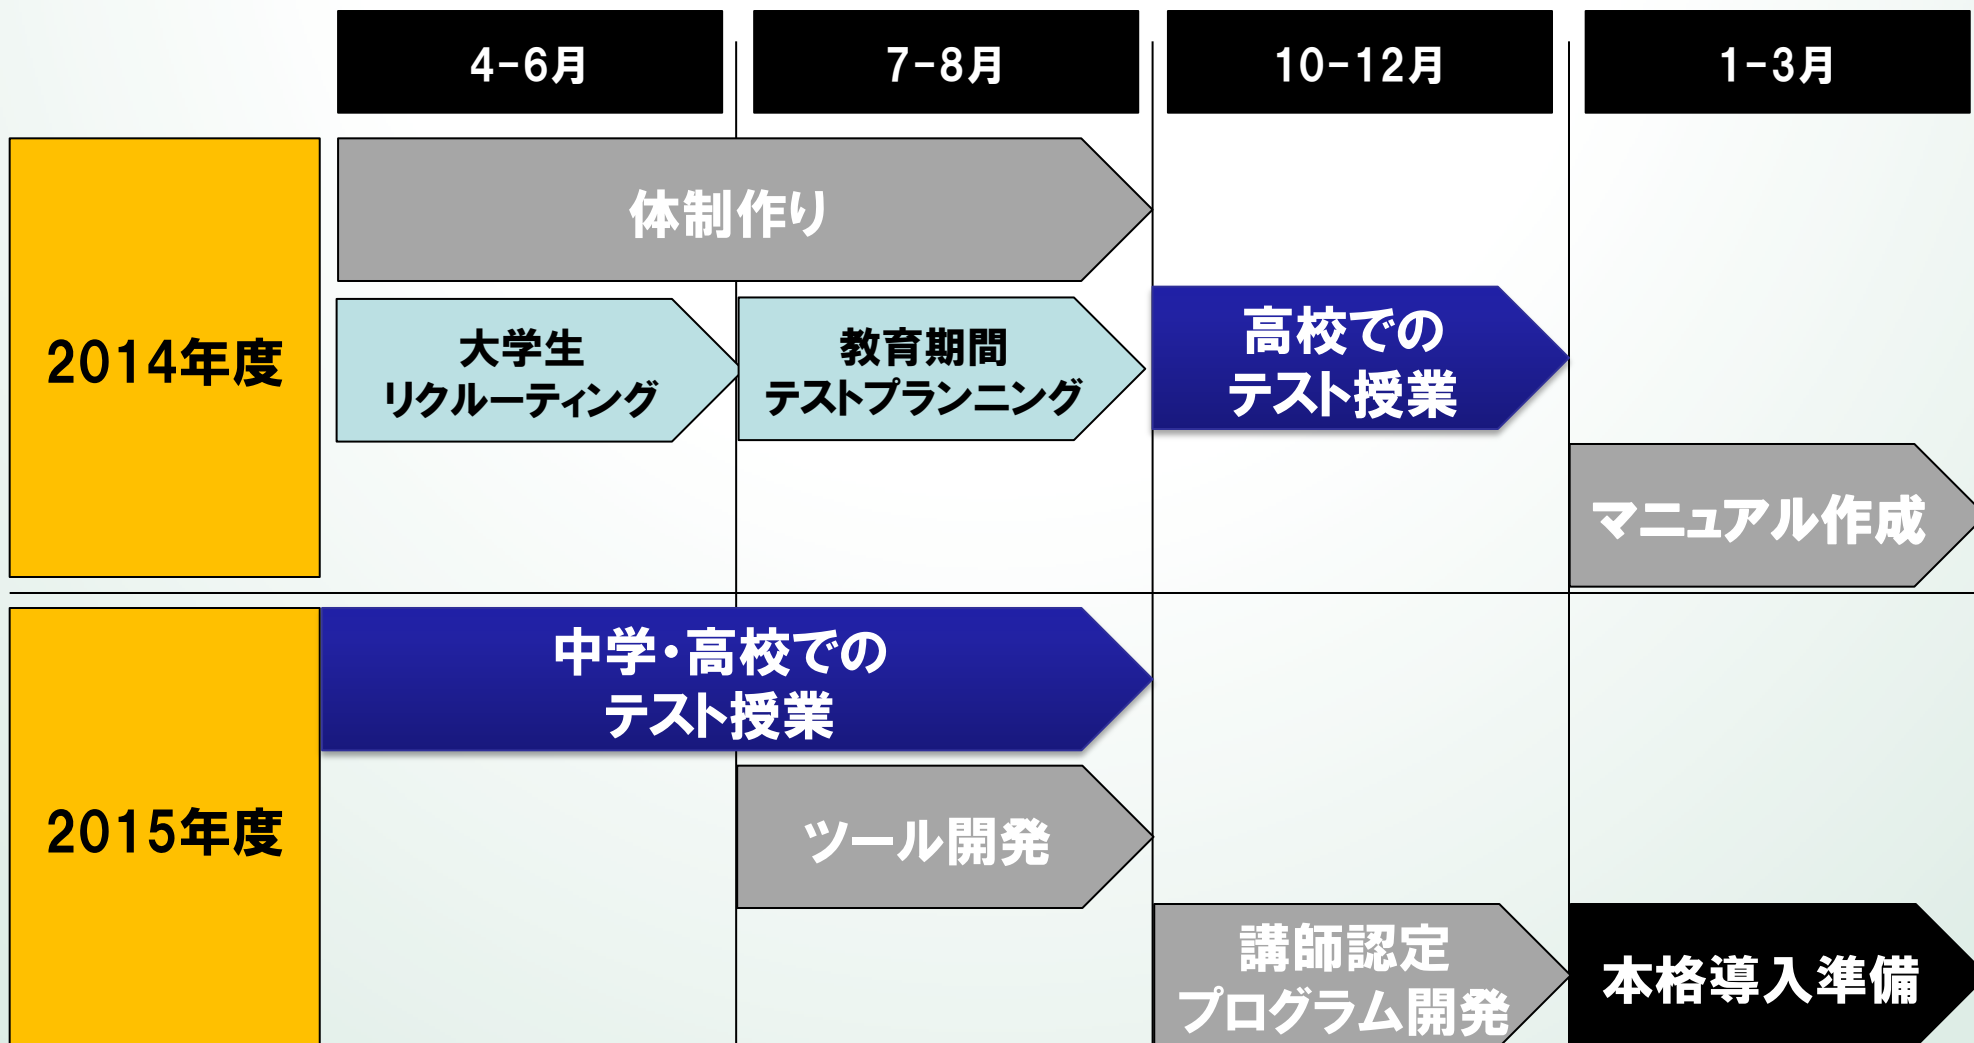 4-6月
7-8月
10-12月
1-3月
2014年度
体制作り
大学生
リクルーティング
教育期間
テストプランニング
高校での
テスト授業
マニュアル作成
2015年度
中学・高校での
テスト授業
ツール開発
講師認定
プログラム開発
本格導入準備